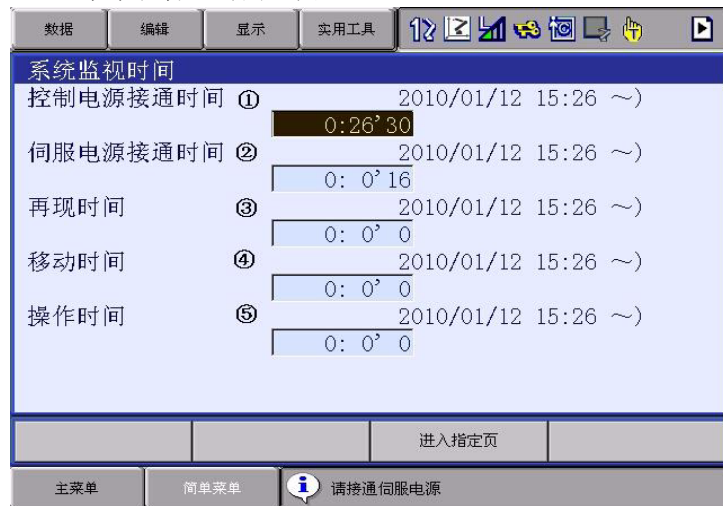 数据 编辑 显示 实用工具
系统监视时间
控制电源接通时间 ① 2010/01/12 15:26 ～)
0:26'30
伺服电源接通时间 ② 2010/01/12 15:26 ～)
0: 0'16
再现时间 ③ 2010/01/12 15:26 ～)
0: 0' 0
移动时间 ④ 2010/01/12 15:26 ～)
0: 0' 0
操作时间 ⑤ 2010/01/12 15:26 ～)
0: 0' 0
进入指定页
主菜单 简单菜单 请接通伺服电源